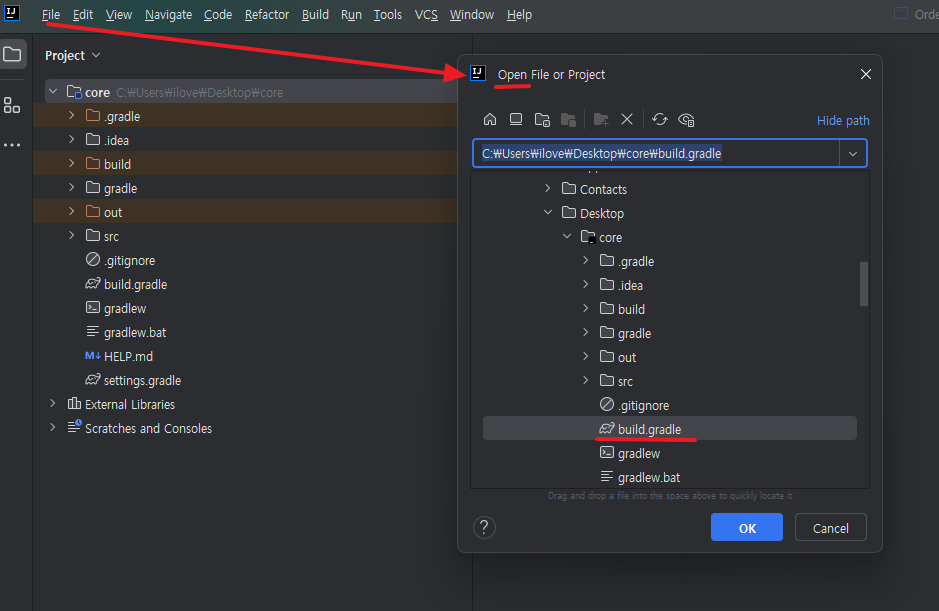 IJ
File Edit View Navigate Code Refactor Build Run Tools VCS Window Help
Orde
Project
core C:₩Users₩ilove₩Desktop₩core
.gradle
.idea
build
gradle
out
src
.gitignore
build.gradle
gradlew
gradlew.bat
M↓ HELP.md
settings.gradle
External Libraries
Scratches and Consoles
IJ Open File or Project
Hide path
C:₩Users₩ilove₩Desktop₩core₩build.gradle
Contacts
Desktop
core
.gradle
.idea
build
gradle
out
src
.gitignore
build.gradle
gradlew
gradlew.bat
Drag and drop a file into the space above to quickly locate it
?
OK
Cancel